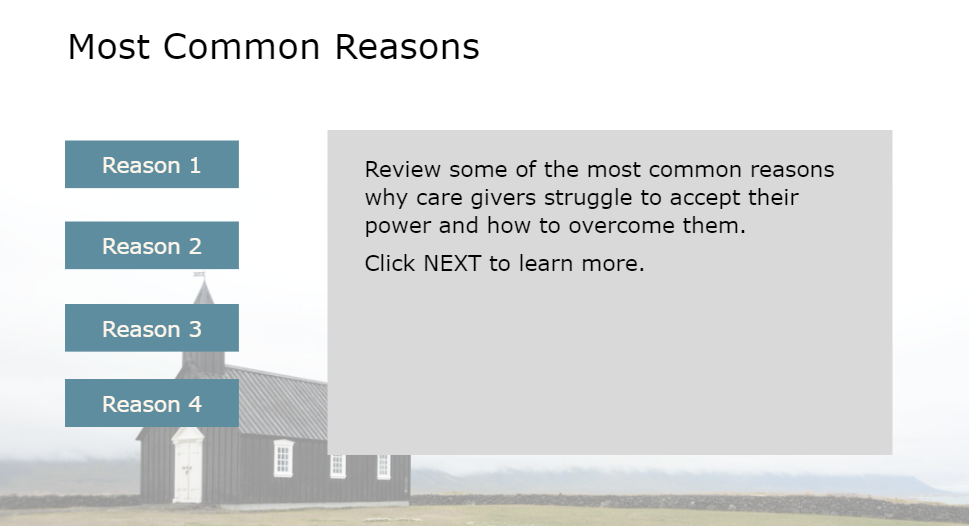 Most Common Reasons
Reason 1
Reason 2
Reason 3
Reason 4
Review some of the most common reasons
why care givers struggle to accept their
power and how to overcome them.
Click NEXT to learn more.